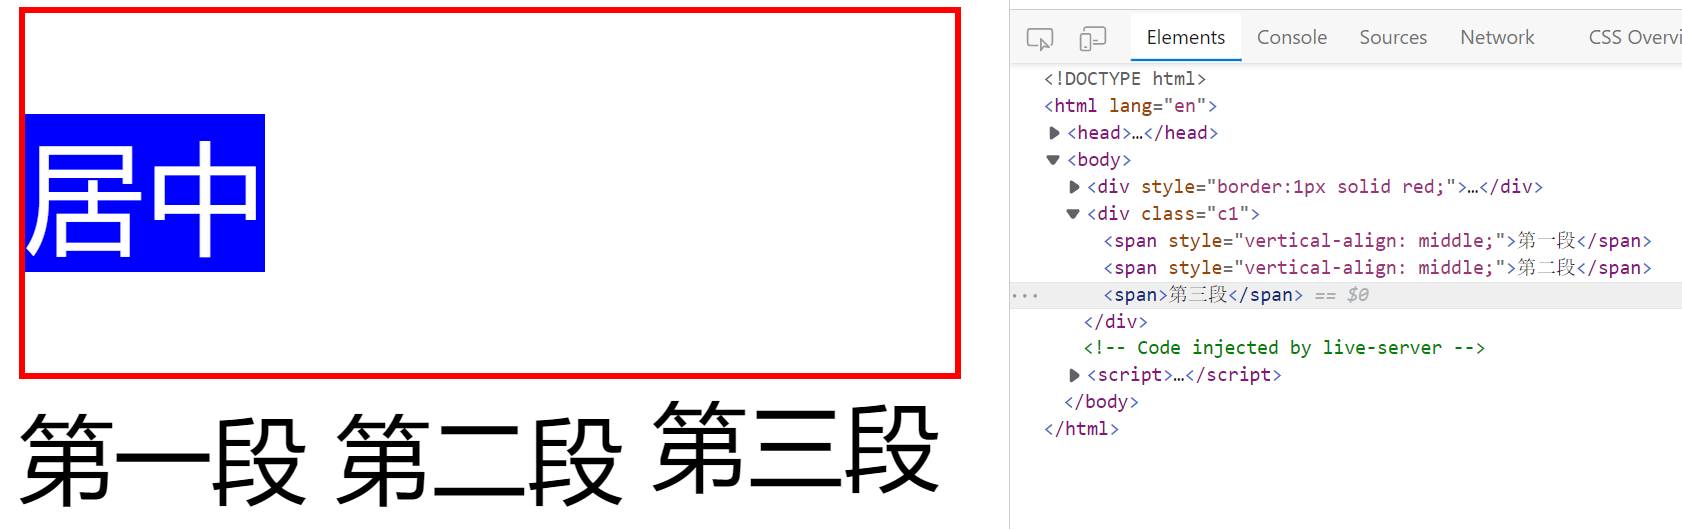 居中
第一段 第二段 第三段
Elements Console Sources Network CSS Overvi
<!DOCTYPE html>
<html lang="en">
<head>…</head>
<body>
<div style="border:1px solid red;">…</div>
<div class="c1">
<span style="vertical-align: middle;">第一段</span>
<span style="vertical-align: middle;">第二段</span>
... <span>第三段</span> == $0
</div>
<!-- Code injected by live-server -->
<script>…</script>
</body>
</html>